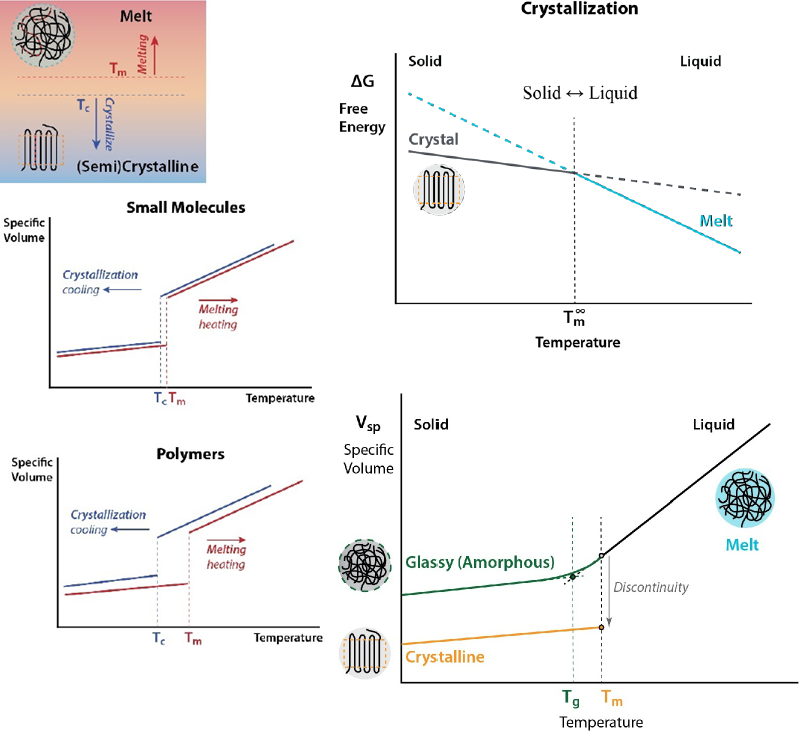 Melt
Tm
Melting
Tc
Crystallize
(Semi)Crystalline
Small Molecules
Specific
Volume
Crystallization
cooling
Melting
heating
Tc Tm
Temperature
Polymers
Specific
Volume
Crystallization
cooling
Melting
heating
Tc
Tm
Temperature
Crystallization
Solid
Liquid
ΔG
Free
Energy
Solid ↔ Liquid
Crystal
Melt
Tm∞
Temperature
Vsp
Specific
Volume
Solid
Liquid
Melt
Glassy (Amorphous)
Discontinuity
Crystalline
Tg
Tm
Temperature